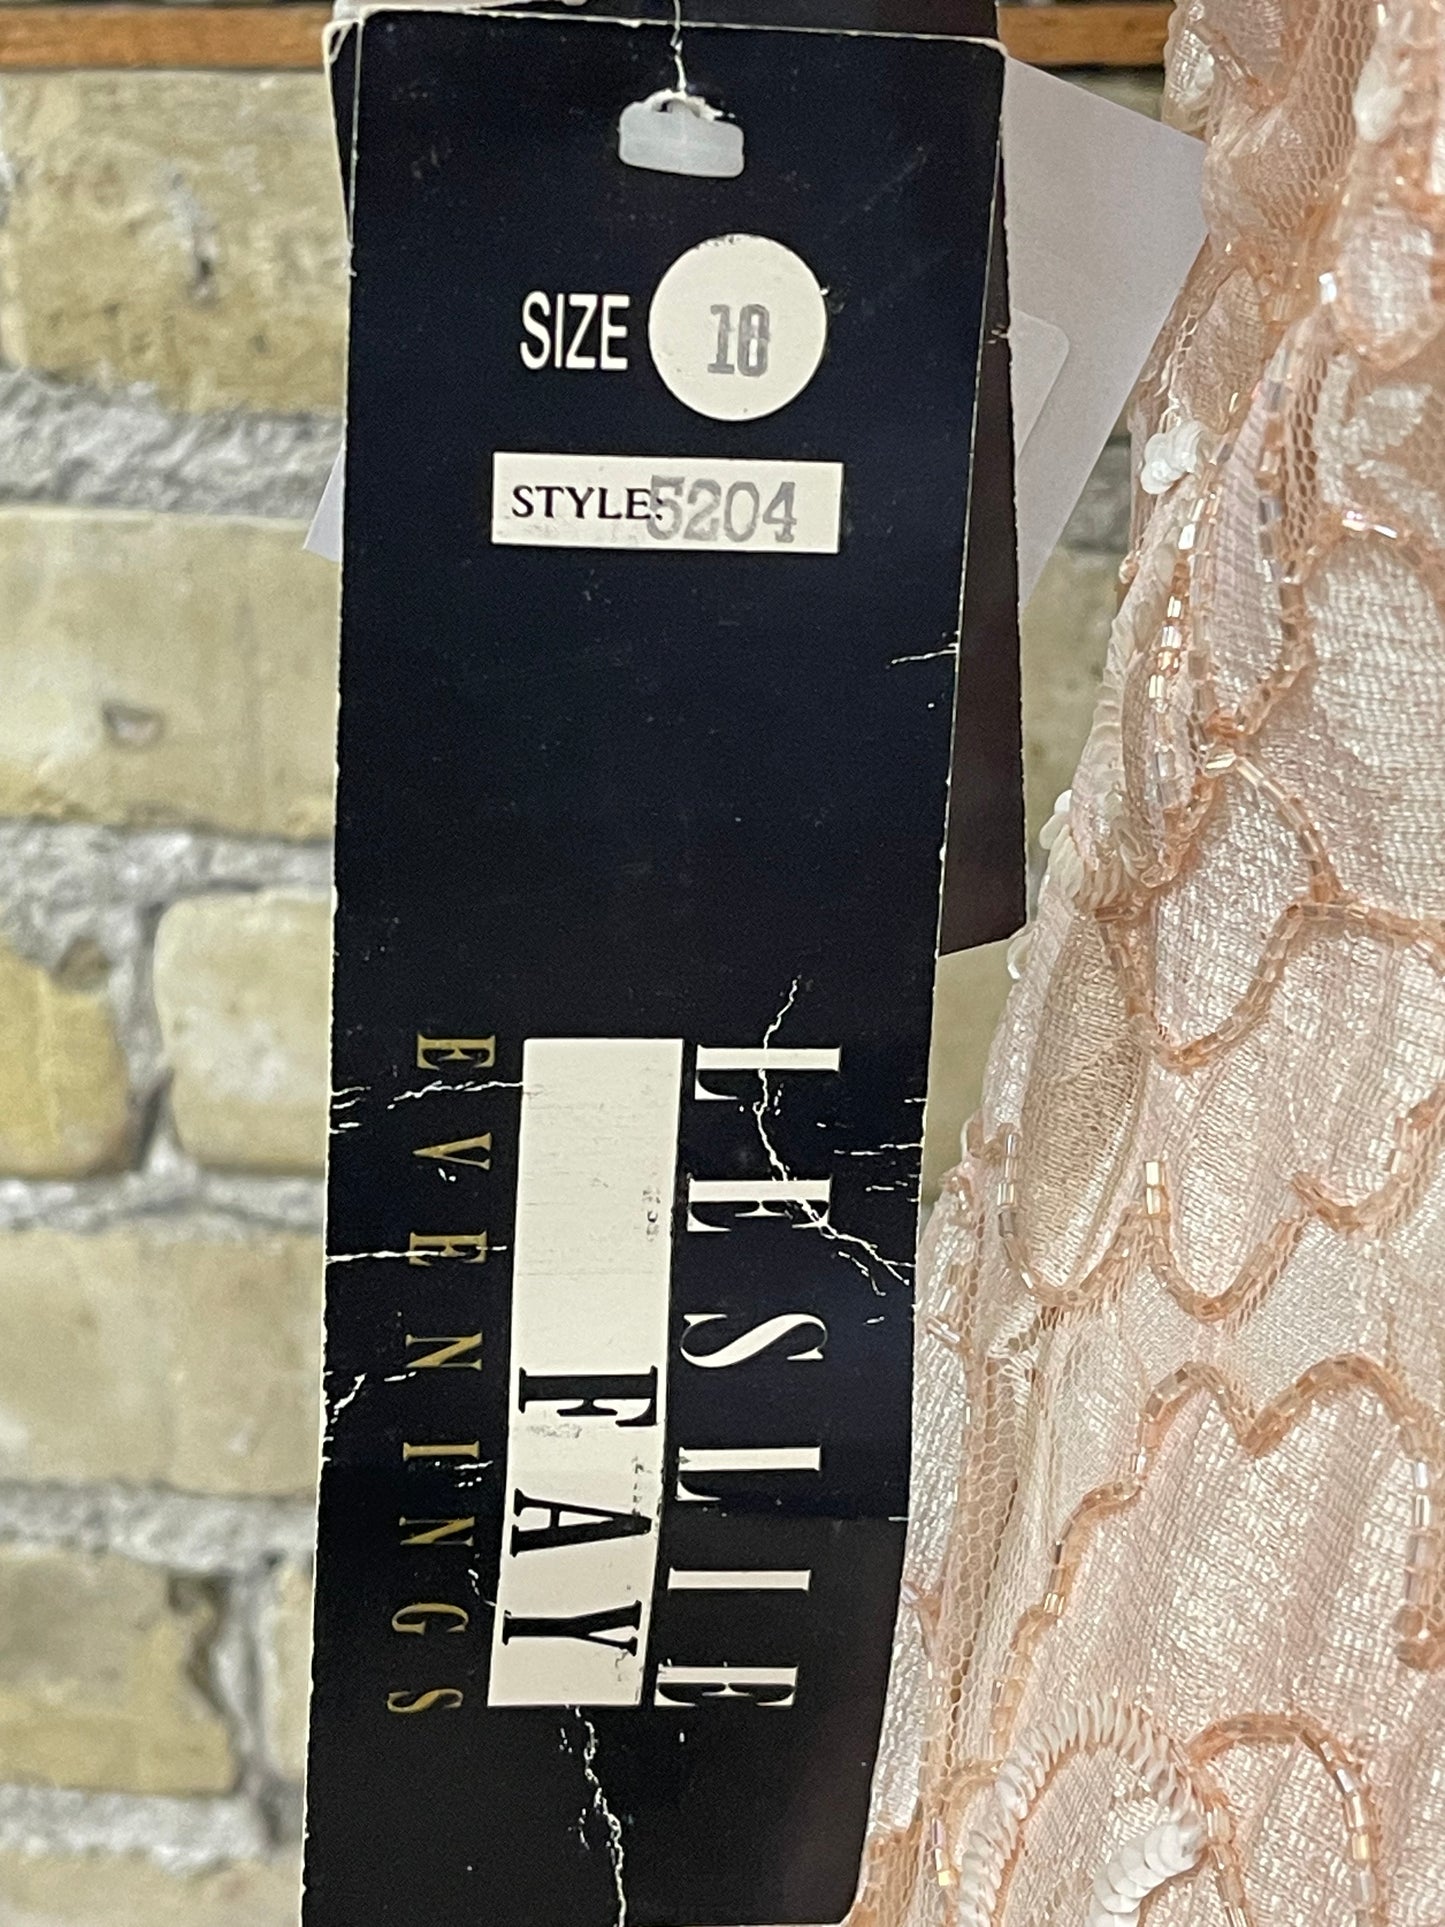 SIZE 10
STYLE: 5204
LESLIE
FAY
EVENINGS